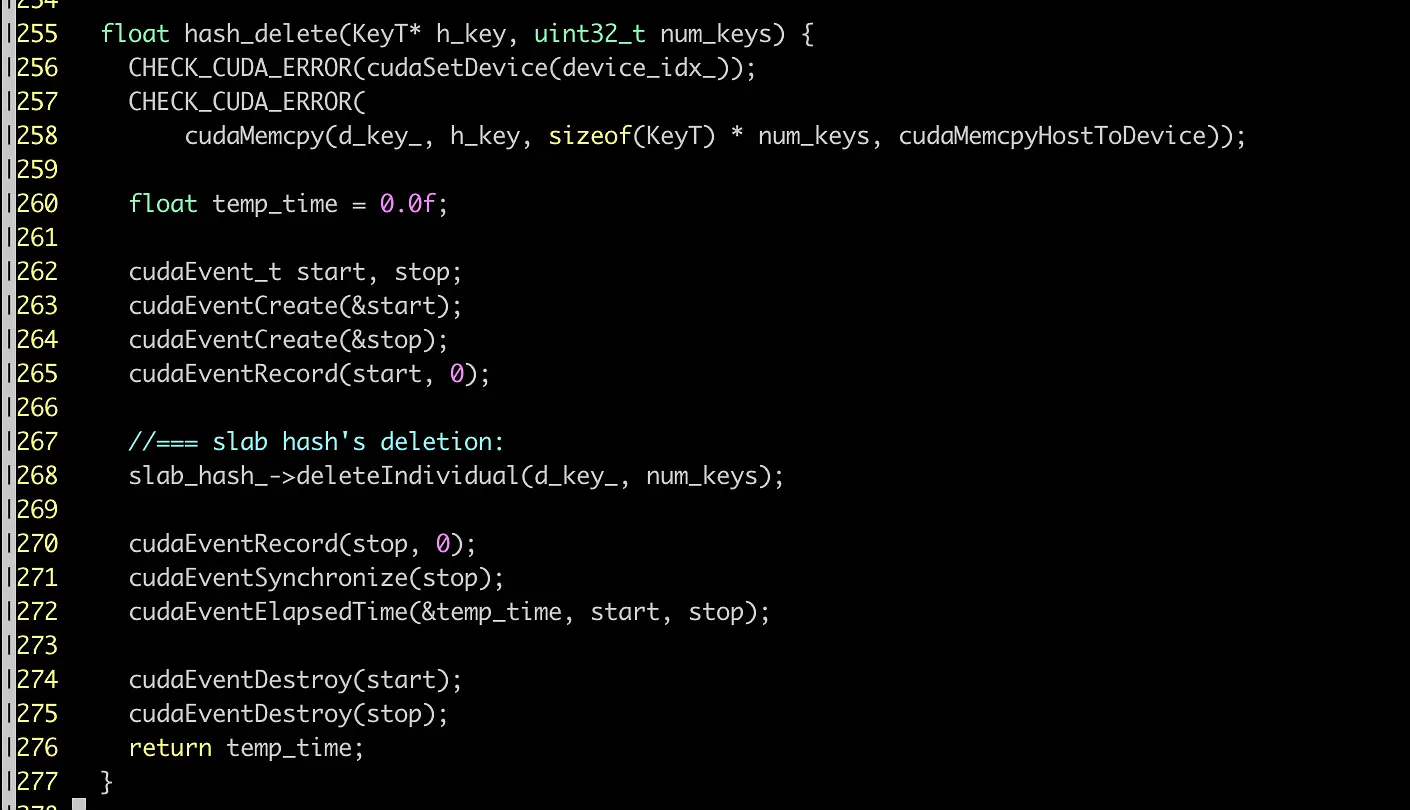 255   float hash_delete(KeyT* h_key, uint32_t num_keys) {
256     CHECK_CUDA_ERROR(cudaSetDevice(device_idx_));
257     CHECK_CUDA_ERROR(
258         cudaMemcpy(d_key_, h_key, sizeof(KeyT) * num_keys, cudaMemcpyHostToDevice));
259
260     float temp_time = 0.0f;
261
262     cudaEvent_t start, stop;
263     cudaEventCreate(&start);
264     cudaEventCreate(&stop);
265     cudaEventRecord(start, 0);
266
267     //=== slab hash's deletion:
268     slab_hash_->deleteIndividual(d_key_, num_keys);
269
270     cudaEventRecord(stop, 0);
271     cudaEventSynchronize(stop);
272     cudaEventElapsedTime(&temp_time, start, stop);
273
274     cudaEventDestroy(start);
275     cudaEventDestroy(stop);
276     return temp_time;
277   }